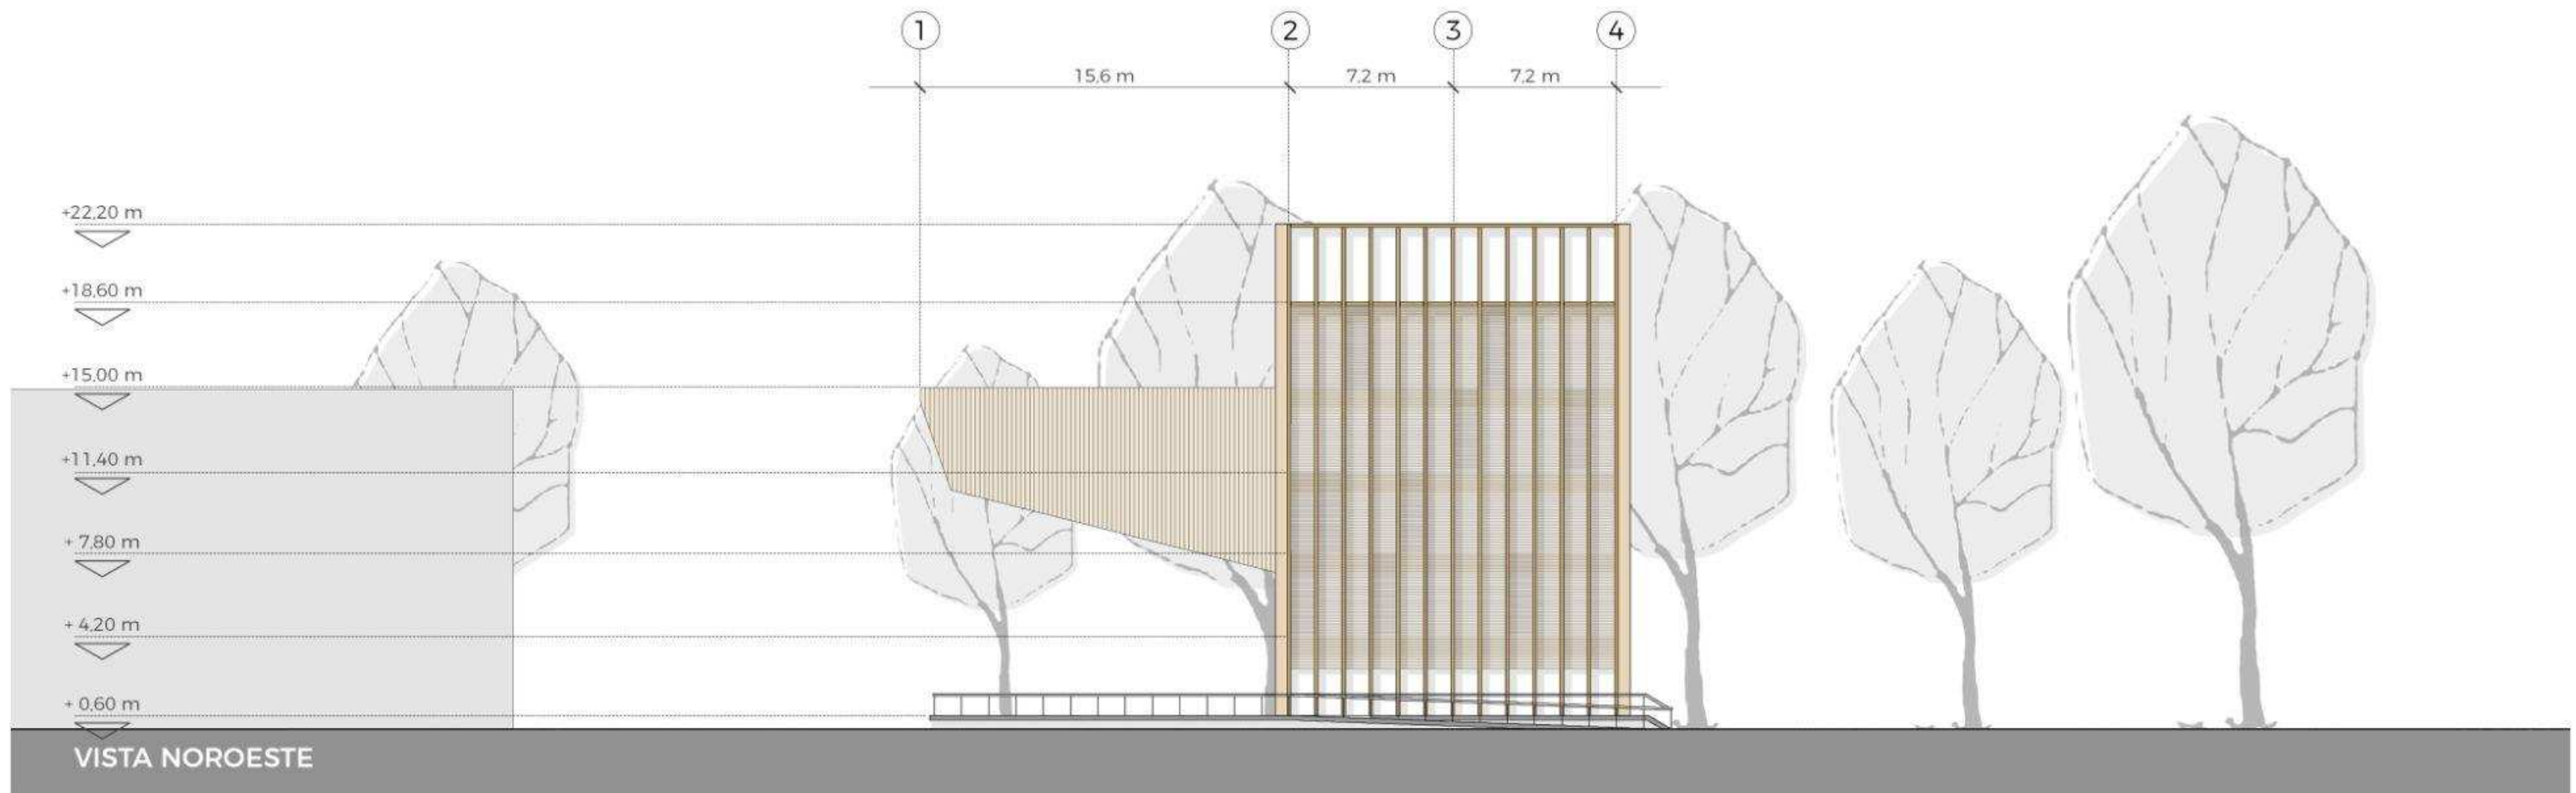 1 2 3 4
15,6 m 7,2 m 7,2 m
+22,20 m
+18,60 m
+15,00 m
+11,40 m
+ 7,80 m
+ 4,20 m
+ 0,60 m
VISTA NOROESTE